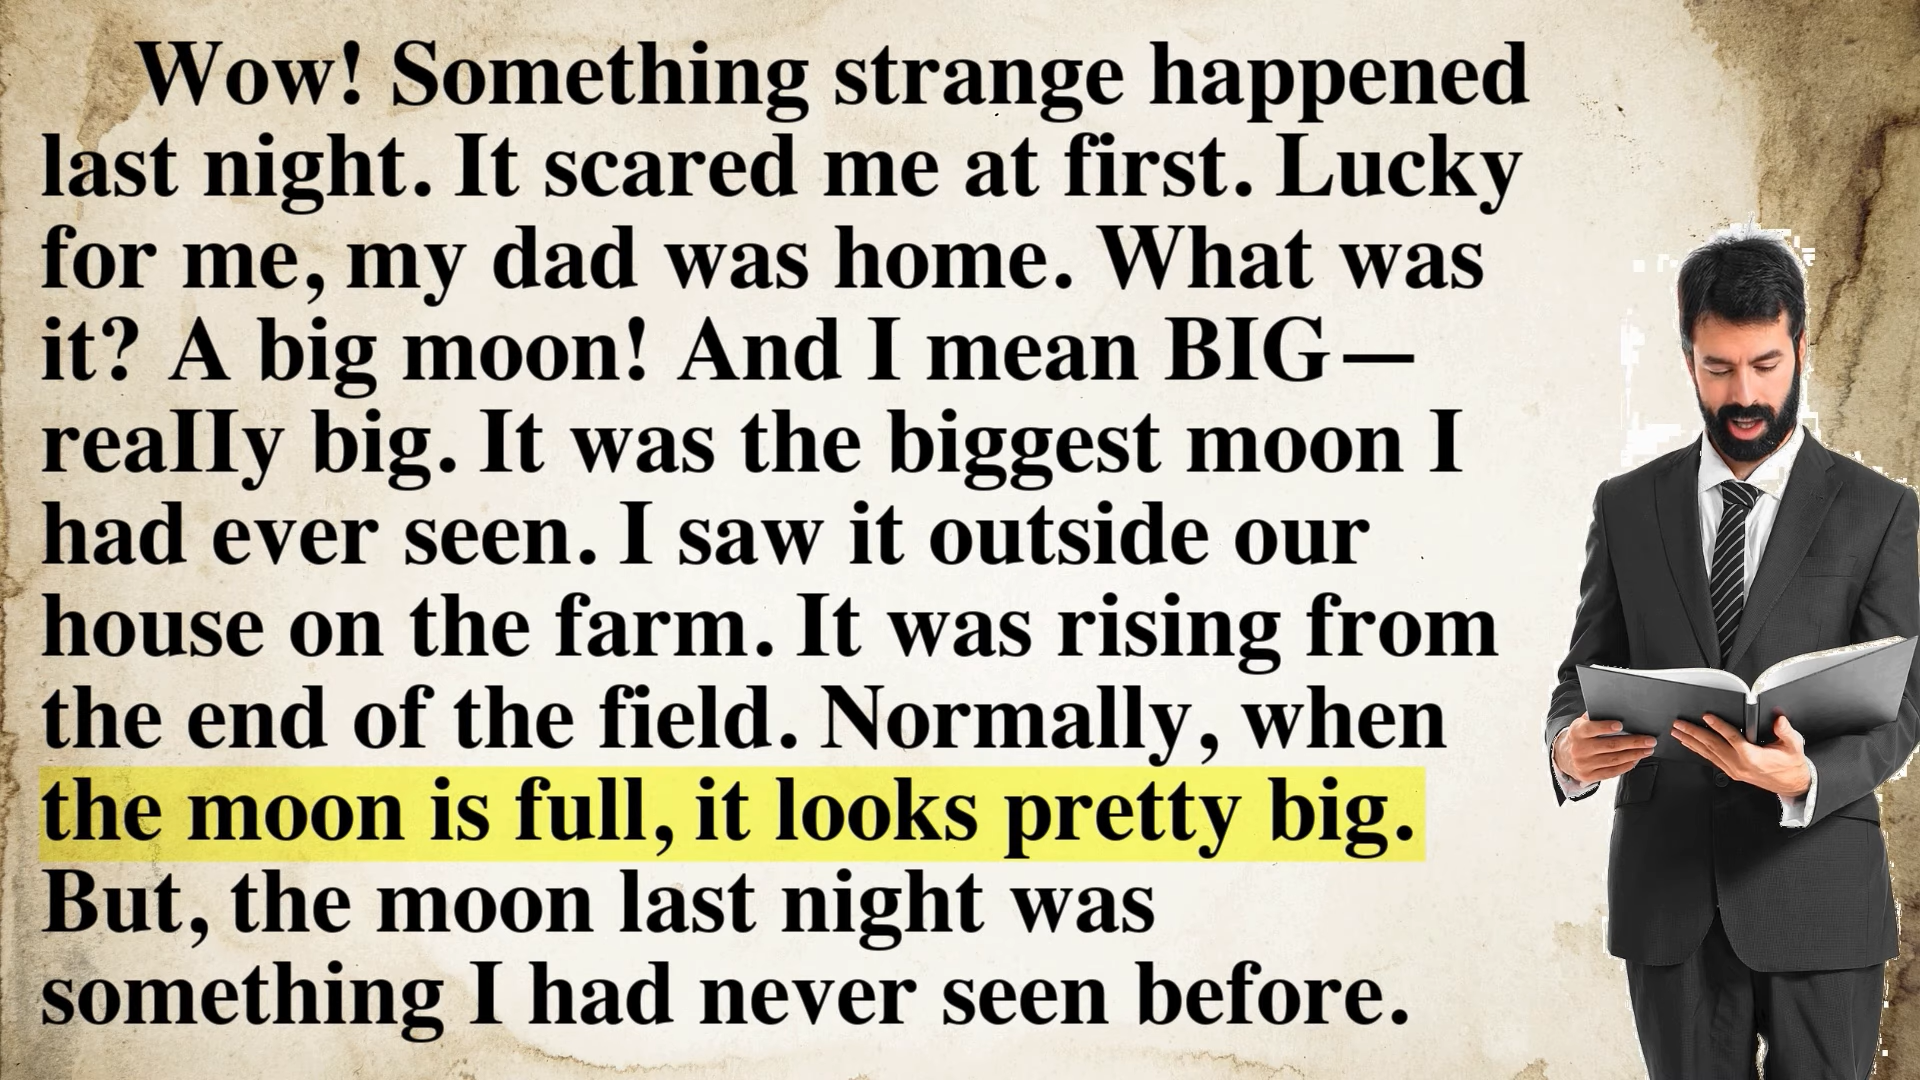 Wow! Something strange happened
last night. It scared me at first. Lucky
for me, my dad was home. What was
it? A big moon! And I mean BIG—
reaIIy big. It was the biggest moon I
had ever seen. I saw it outside our
house on the farm. It was rising from
the end of the field. Normally, when
the moon is full, it looks pretty big.
But, the moon last night was
something I had never seen before.